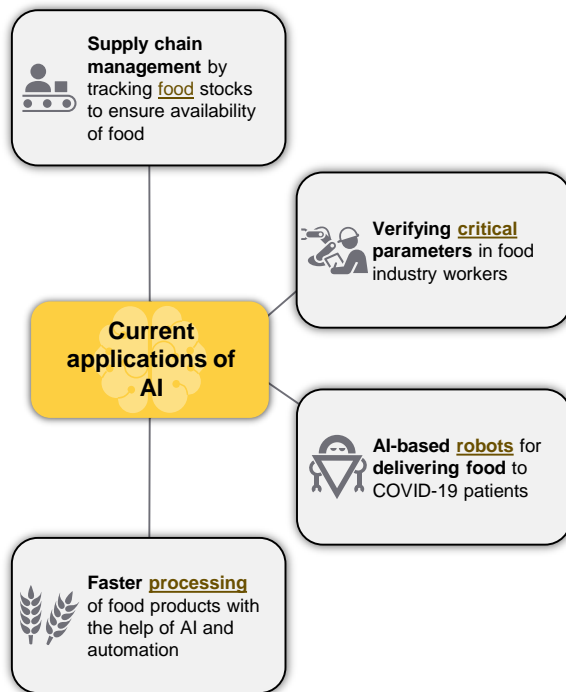 Supply chain
management by
tracking food stocks
to ensure availability
of food
Verifying critical
parameters in food
industry workers
Current
applications of
AI
AI-based robots for
delivering food to
COVID-19 patients
Faster processing
of food products with
the help of AI and
automation